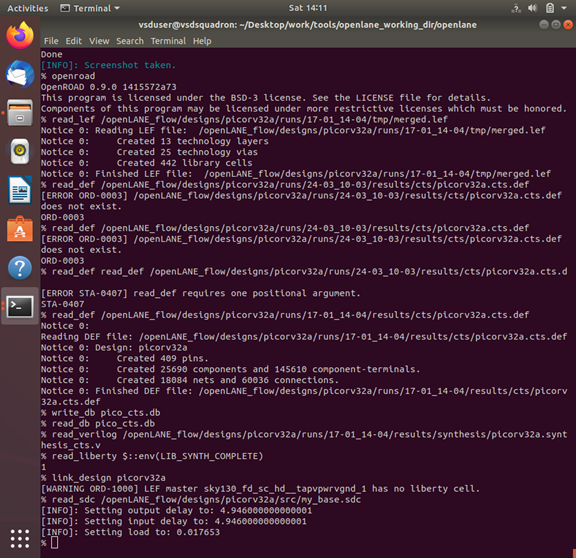 Activities
Terminal
Sat 14:11
vsduser@vsdsquadron: ~/Desktop/work/tools/openlane_working_dir/openlane
File Edit View Search Terminal Help
Done
[INFO]: Screenshot taken.
% openroad
OpenROAD 0.9.0 1415572a73
This program is licensed under the BSD-3 license. See the LICENSE file for details.
Components of this program may be licensed under more restrictive licenses which must be honored.
% read_lef /openLANE_flow/designs/picorv32a/runs/17-01_14-04/tmp/merged.lef
Notice 0: Reading LEF file:  /openLANE_flow/designs/picorv32a/runs/17-01_14-04/tmp/merged.lef
Notice 0:     Created 13 technology layers
Notice 0:     Created 25 technology vias
Notice 0:     Created 442 library cells
Notice 0: Finished LEF file:  /openLANE_flow/designs/picorv32a/runs/17-01_14-04/tmp/merged.lef
% read_def /openLANE_flow/designs/picorv32a/runs/24-03_10-03/results/cts/picorv32a.cts.def
[ERROR ORD-0003] /openLANE_flow/designs/picorv32a/runs/24-03_10-03/results/cts/picorv32a.cts.def
does not exist.
ORD-0003
% read_def /openLANE_flow/designs/picorv32a/runs/24-03_10-03/results/cts/picorv32a.cts.def
[ERROR ORD-0003] /openLANE_flow/designs/picorv32a/runs/24-03_10-03/results/cts/picorv32a.cts.def
does not exist.
ORD-0003
% read_def read_def /openLANE_flow/designs/picorv32a/runs/24-03_10-03/results/cts/picorv32a.cts.d
[ERROR STA-0407] read_def requires one positional argument.
STA-0407
% read_def /openLANE_flow/designs/picorv32a/runs/17-01_14-04/results/cts/picorv32a.cts.def
Notice 0:
Reading DEF file: /openLANE_flow/designs/picorv32a/runs/17-01_14-04/results/cts/picorv32a.cts.def
Notice 0: Design: picorv32a
Notice 0:     Created 409 pins.
Notice 0:     Created 25690 components and 145610 component-terminals.
Notice 0:     Created 18084 nets and 60036 connections.
Notice 0: Finished DEF file: /openLANE_flow/designs/picorv32a/runs/17-01_14-04/results/cts/picorv
32a.cts.def
% write_db pico_cts.db
% read_db pico_cts.db
% read_verilog /openLANE_flow/designs/picorv32a/runs/17-01_14-04/results/synthesis/picorv32a.synt
hesis_cts.v
% read_liberty $::env(LIB_SYNTH_COMPLETE)
1
% link_design picorv32a
[WARNING ORD-1000] LEF master sky130_fd_sc_hd__tapvpwrvgnd_1 has no liberty cell.
% read_sdc /openLANE_flow/designs/picorv32a/src/my_base.sdc
[INFO]: Setting output delay to: 4.946000000000001
[INFO]: Setting input delay to: 4.946000000000001
[INFO]: Setting load to: 0.017653
%